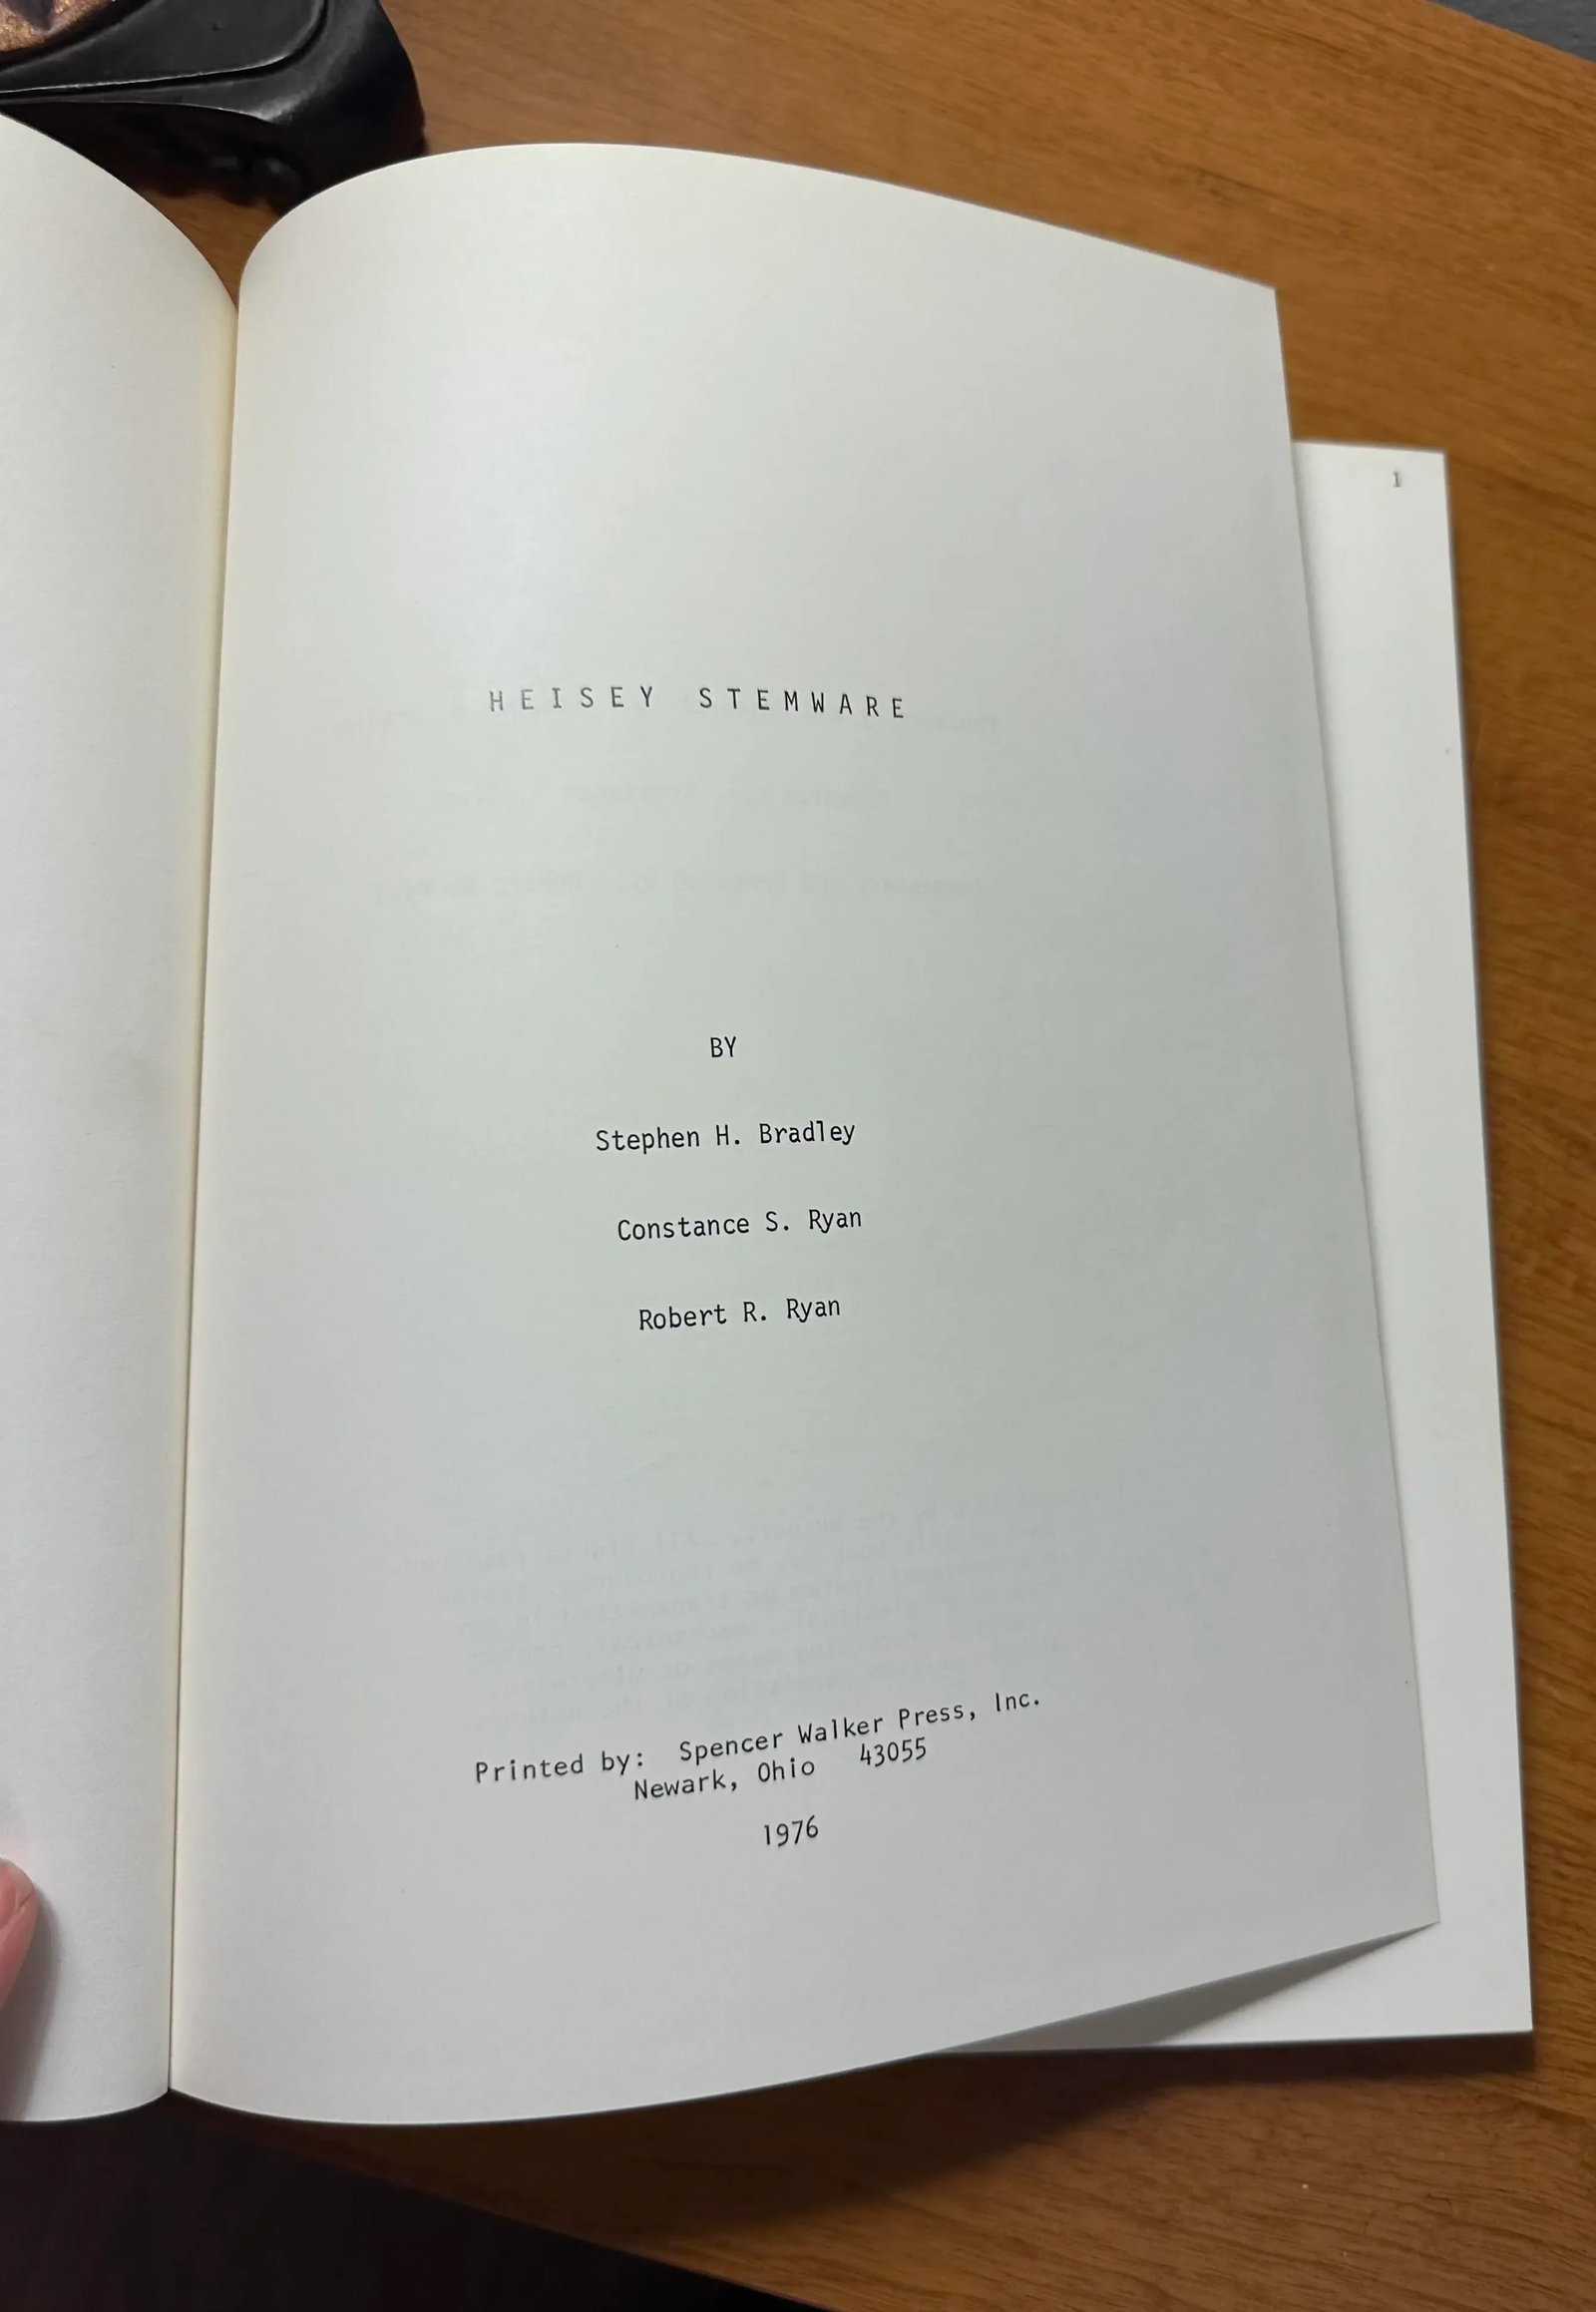 1
HEISEY STEMWARE
BY
Stephen H. Bradley
Constance S. Ryan
Robert R. Ryan
Printed by: Spencer Walker Press, Inc.
Newark, Ohio 43055
1976